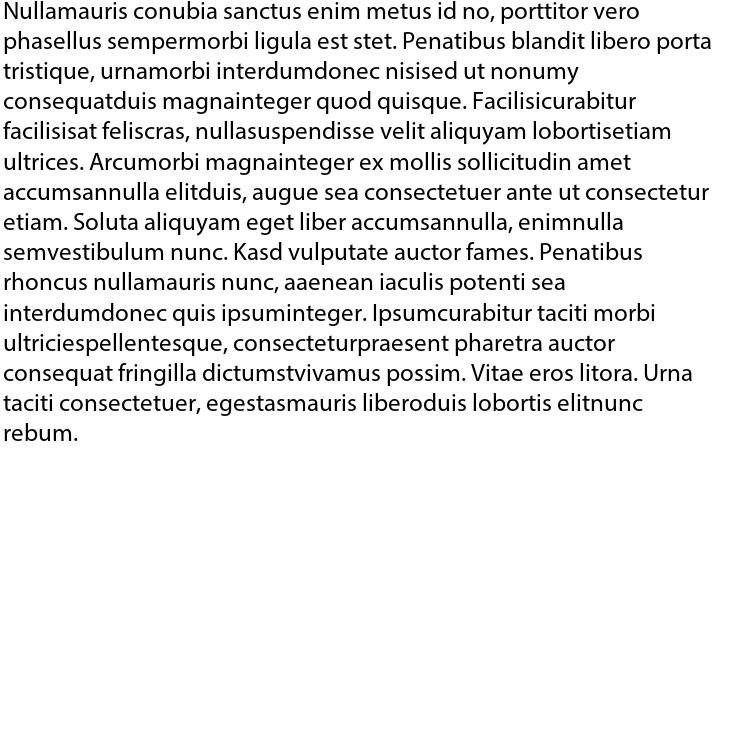 Nullamauris conubia sanctus enim metus id no, porttitor vero
phasellus sempermorbi ligula est stet. Penatibus blandit libero porta
tristique, urnamorbi interdumdonec nisised ut nonumy
consequatduis magnainteger quod quisque. Facilisicurabitur
facilisisat feliscras, nullasuspendisse velit aliquyam lobortisetiam
ultrices. Arcumorbi magnainteger ex mollis sollicitudin amet
accumsannulla elitduis, augue sea consectetuer ante ut consectetur
etiam. Soluta aliquyam eget liber accumsannulla, enimnulla
semvestibulum nunc. Kasd vulputate auctor fames. Penatibus
rhoncus nullamauris nunc, aaenean iaculis potenti sea
interdumdonec quis ipsuminteger. Ipsumcurabitur taciti morbi
ultriciespellentesque, consecteturpraesent pharetra auctor
consequat fringilla dictumstvivamus possim. Vitae eros litora. Urna
taciti consectetuer, egestasmauris liberoduis lobortis elitnunc
rebum.